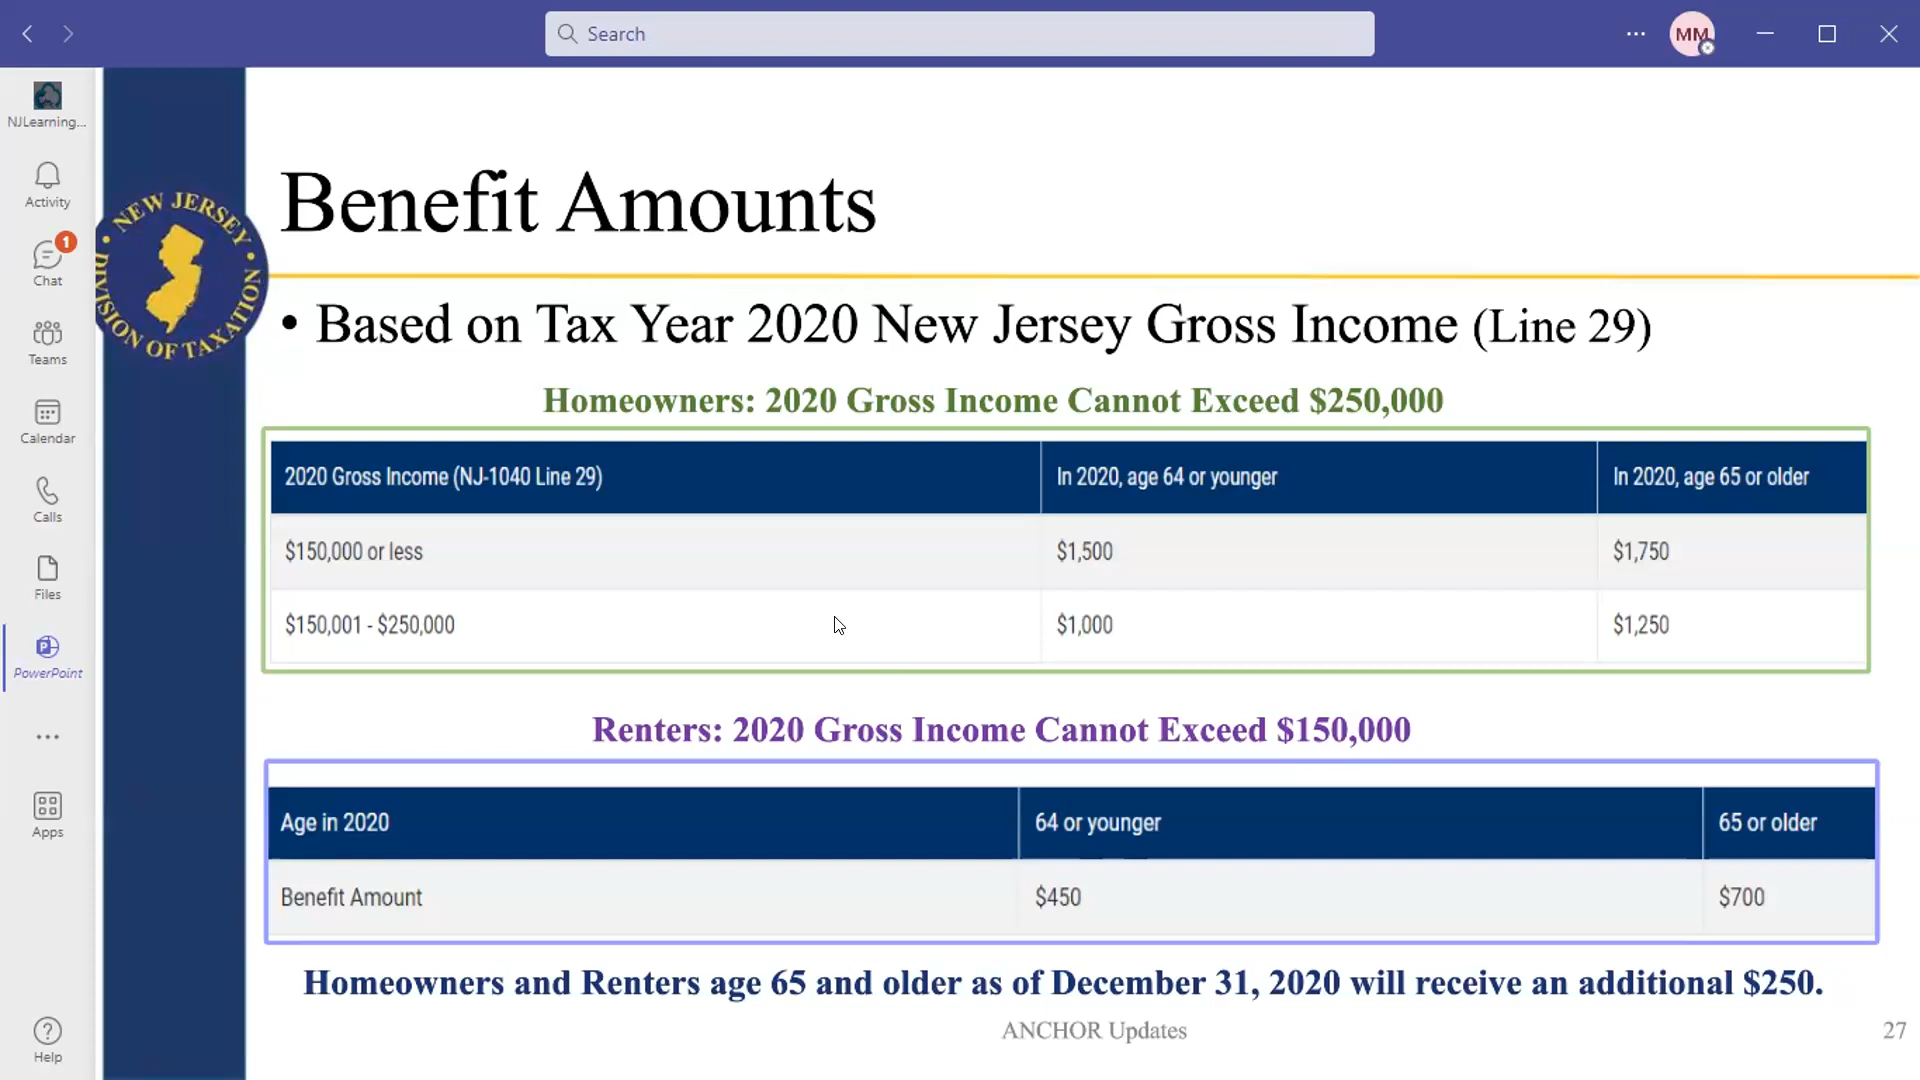 Search
MM
NJLearning...
Activity
1
Chat
Teams
Calendar
Calls
Files
PowerPoint
Apps
Help
• NEW JERSEY •
DIVISION OF TAXATION
Benefit Amounts
• Based on Tax Year 2020 New Jersey Gross Income (Line 29)
Homeowners: 2020 Gross Income Cannot Exceed $250,000
2020 Gross Income (NJ-1040 Line 29) In 2020, age 64 or younger In 2020, age 65 or older
$150,000 or less $1,500 $1,750
$150,001 - $250,000 $1,000 $1,250
Renters: 2020 Gross Income Cannot Exceed $150,000
Age in 2020 64 or younger 65 or older
Benefit Amount $450 $700
Homeowners and Renters age 65 and older as of December 31, 2020 will receive an additional $250.
ANCHOR Updates 27